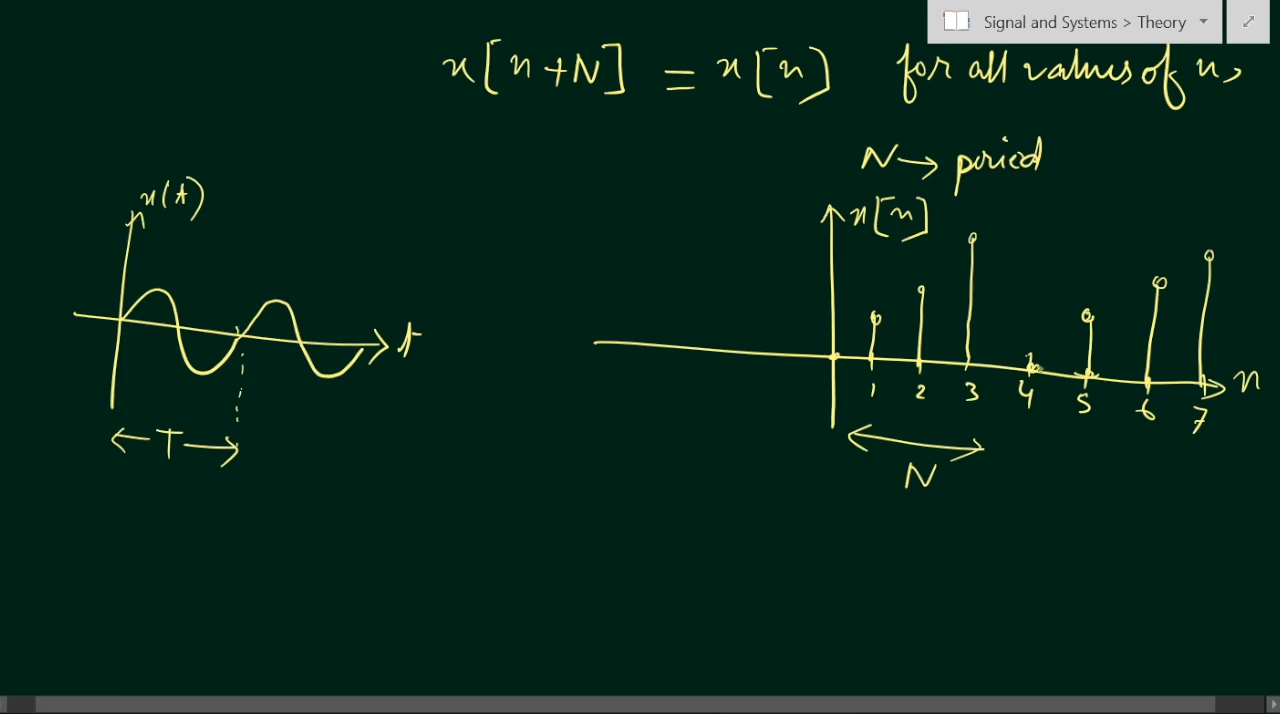 Signal and Systems > Theory
x[n+N] = x[n] for all values of n,
N → period
x(t)
x[n]
t
n
1 2 3 4 5 6 7
T
N